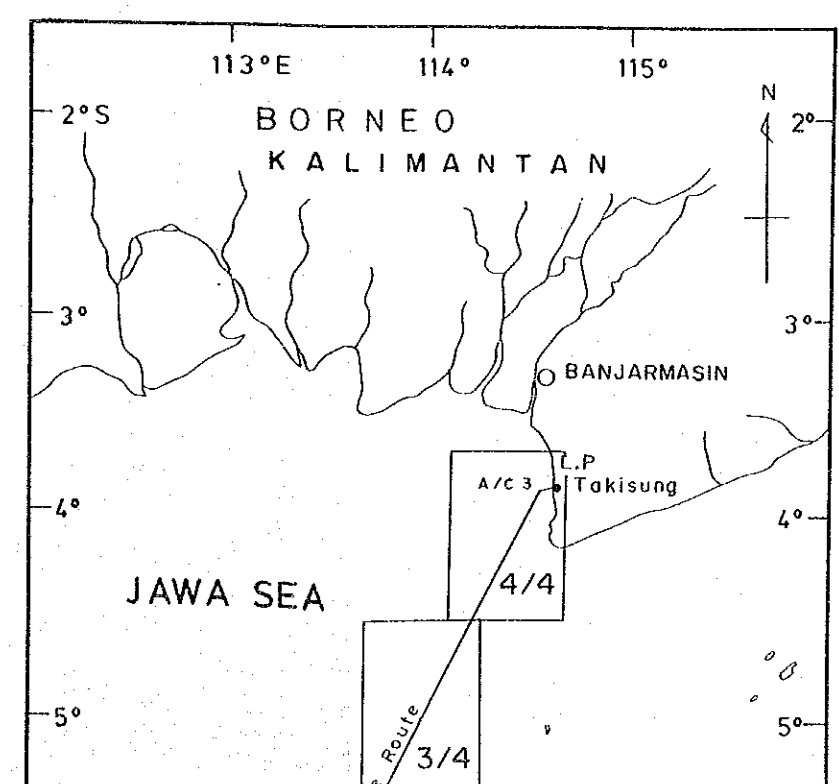 113°E 114° 115°
N
2°S BORNEO 2°
KALIMANTAN
3° 3°
BANJARMASIN
L.P
A/C 3 Takisung
4° 4°
JAWA SEA 4/4
Route
5° 5°
3/4